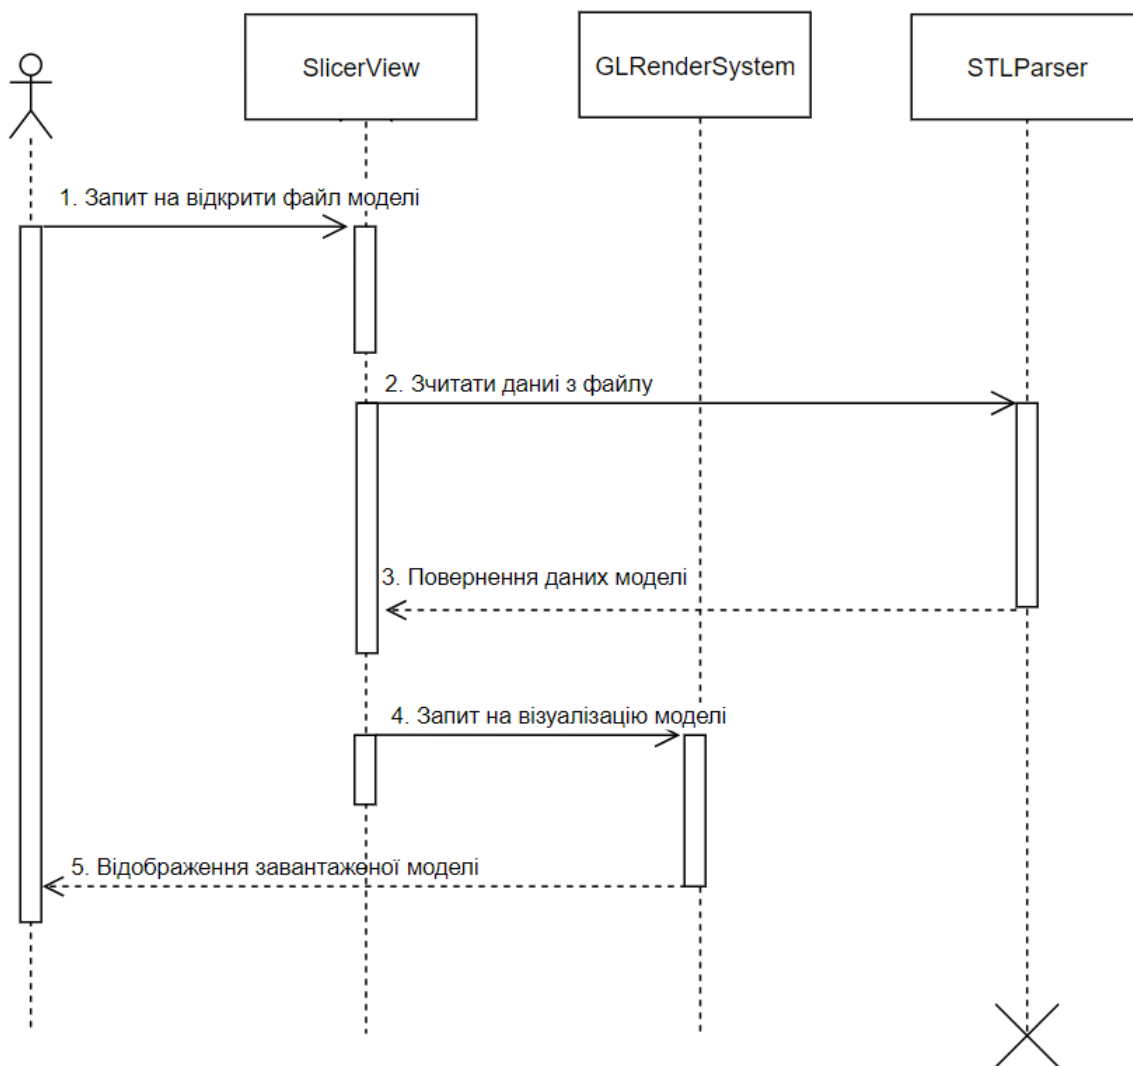 SlicerView
GLRenderSystem
STLParser
1. Запит на відкрити файл моделі
2. Зчитати даниі з файлу
3. Повернення даних моделі
4. Запит на візуалізацію моделі
5. Відображення завантаженої моделі